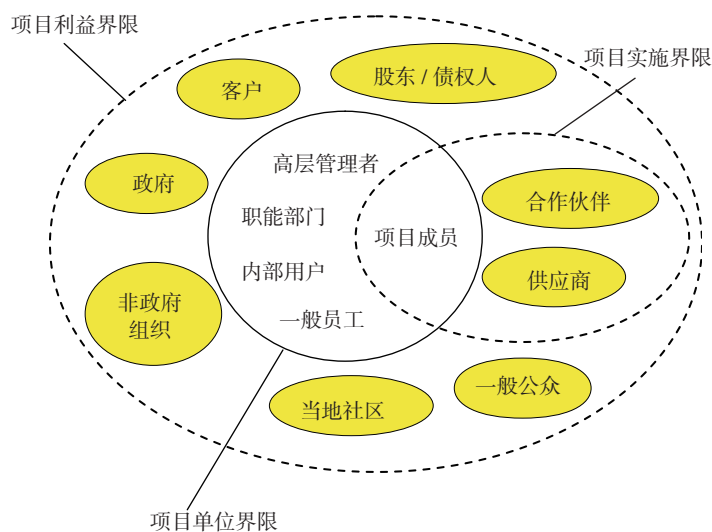 项目利益界限
股东 / 债权人
项目实施界限
客户
高层管理者
政府
合作伙伴
职能部门
项目成员
内部用户
供应商
非政府
组织
一般员工
一般公众
当地社区
项目单位界限